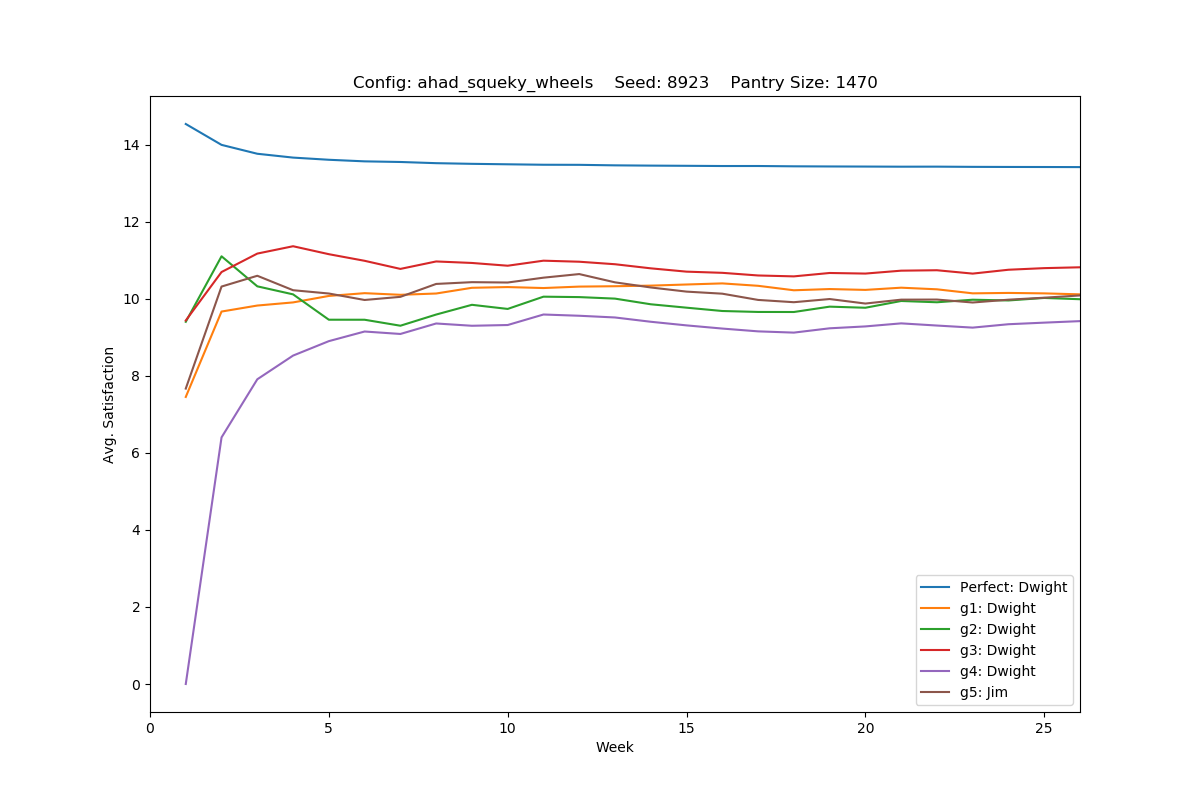 Config: ahad_squeky_wheels    Seed: 8923    Pantry Size: 1470
Avg. Satisfaction
14
12
10
8
6
4
2
0
Perfect: Dwight
g1: Dwight
g2: Dwight
g3: Dwight
g4: Dwight
g5: Jim
0 5 10 15 20 25
Week